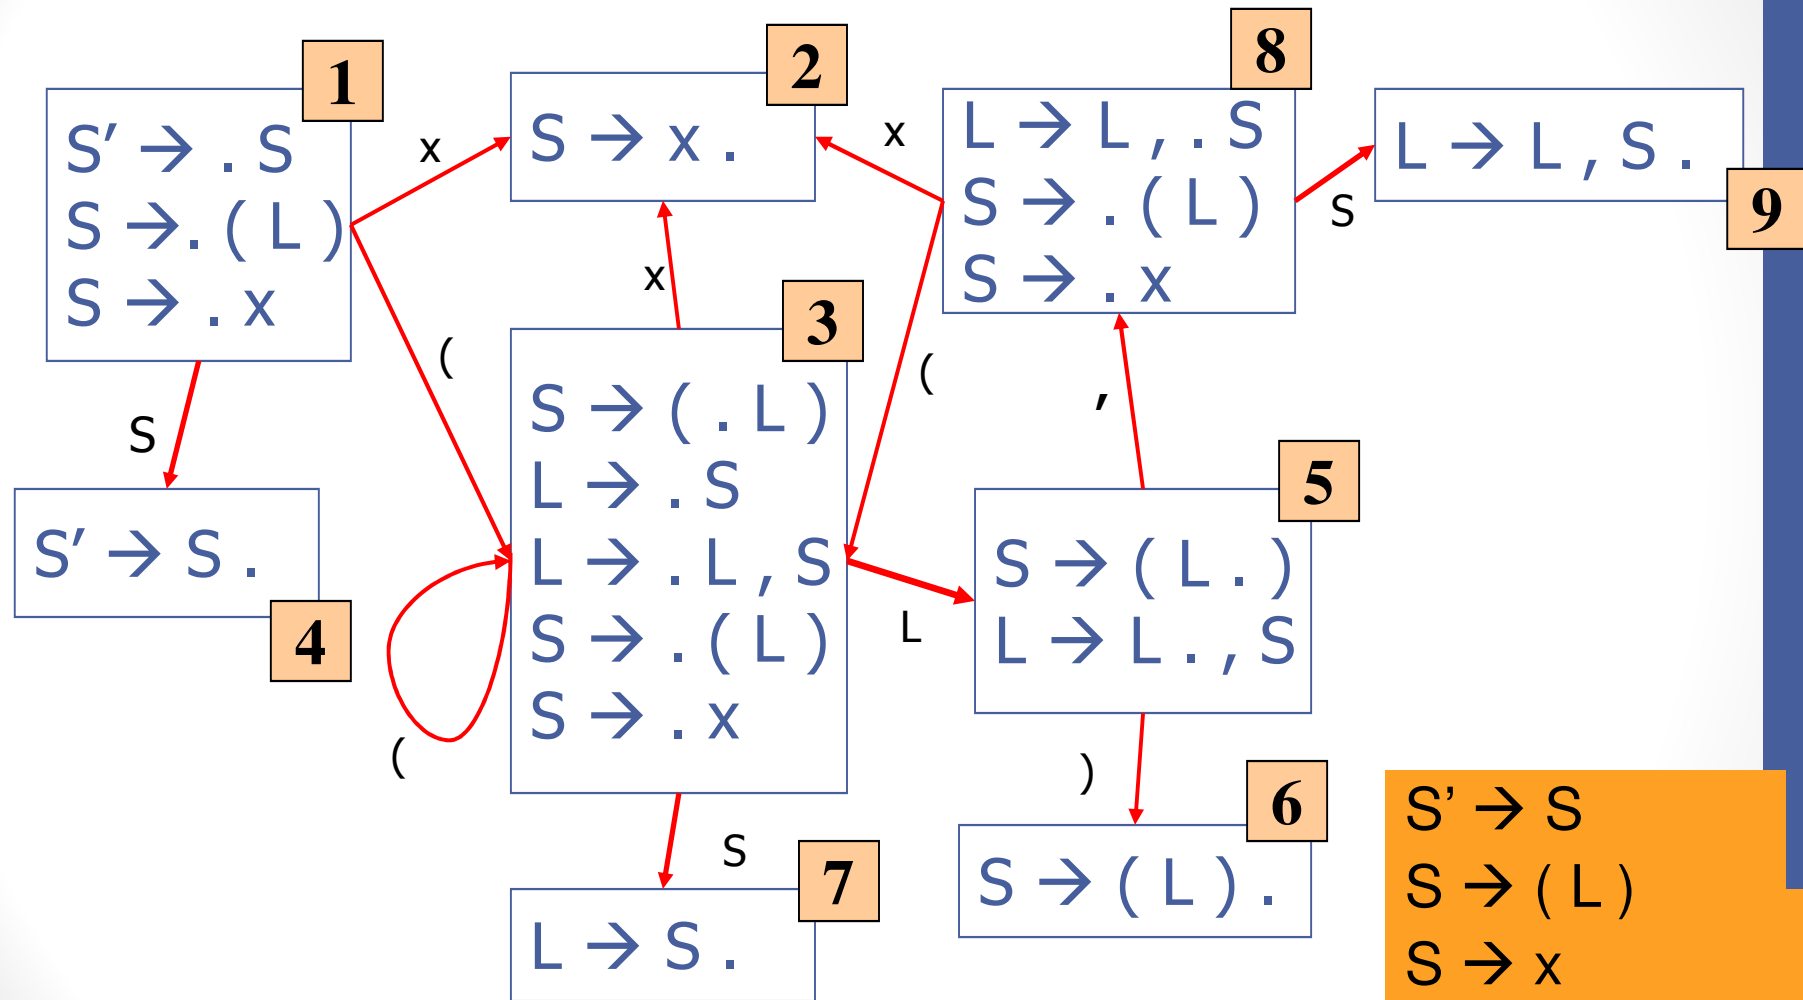 1
S′ → . S
S → . ( L )
S → . x
x
(
S
2
S → x .
x
x
8
L → L , . S
S → . ( L )
S → . x
S
(
,
L → L , S .
9
3
S → ( . L )
L → . S
L → . L , S
S → . ( L )
S → . x
(
L
S
S′ → S .
4
5
S → ( L . )
L → L . , S
)
6
S → ( L ) .
7
L → S .
S’ → S
S → ( L )
S → x